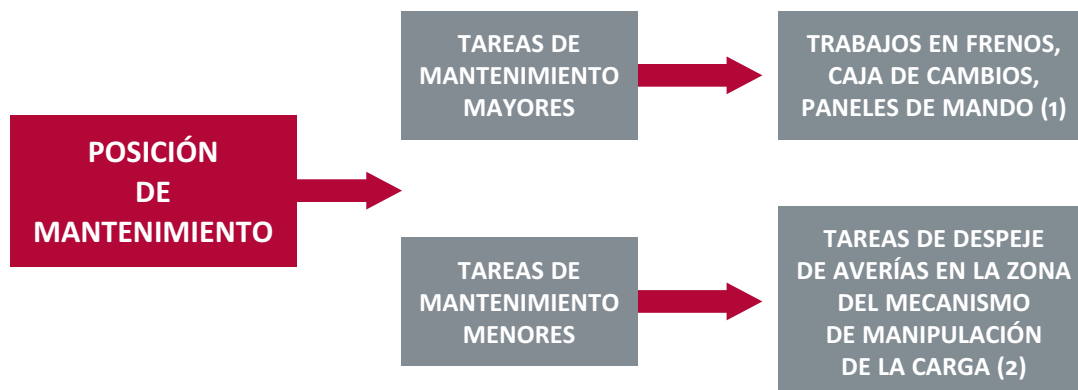 POSICIÓN
DE
MANTENIMIENTO
TAREAS DE
MANTENIMIENTO
MAYORES
TRABAJOS EN FRENOS,
CAJA DE CAMBIOS,
PANELES DE MANDO (1)
TAREAS DE
MANTENIMIENTO
MENORES
TAREAS DE DESPEJE
DE AVERÍAS EN LA ZONA
DEL MECANISMO
DE MANIPULACIÓN
DE LA CARGA (2)